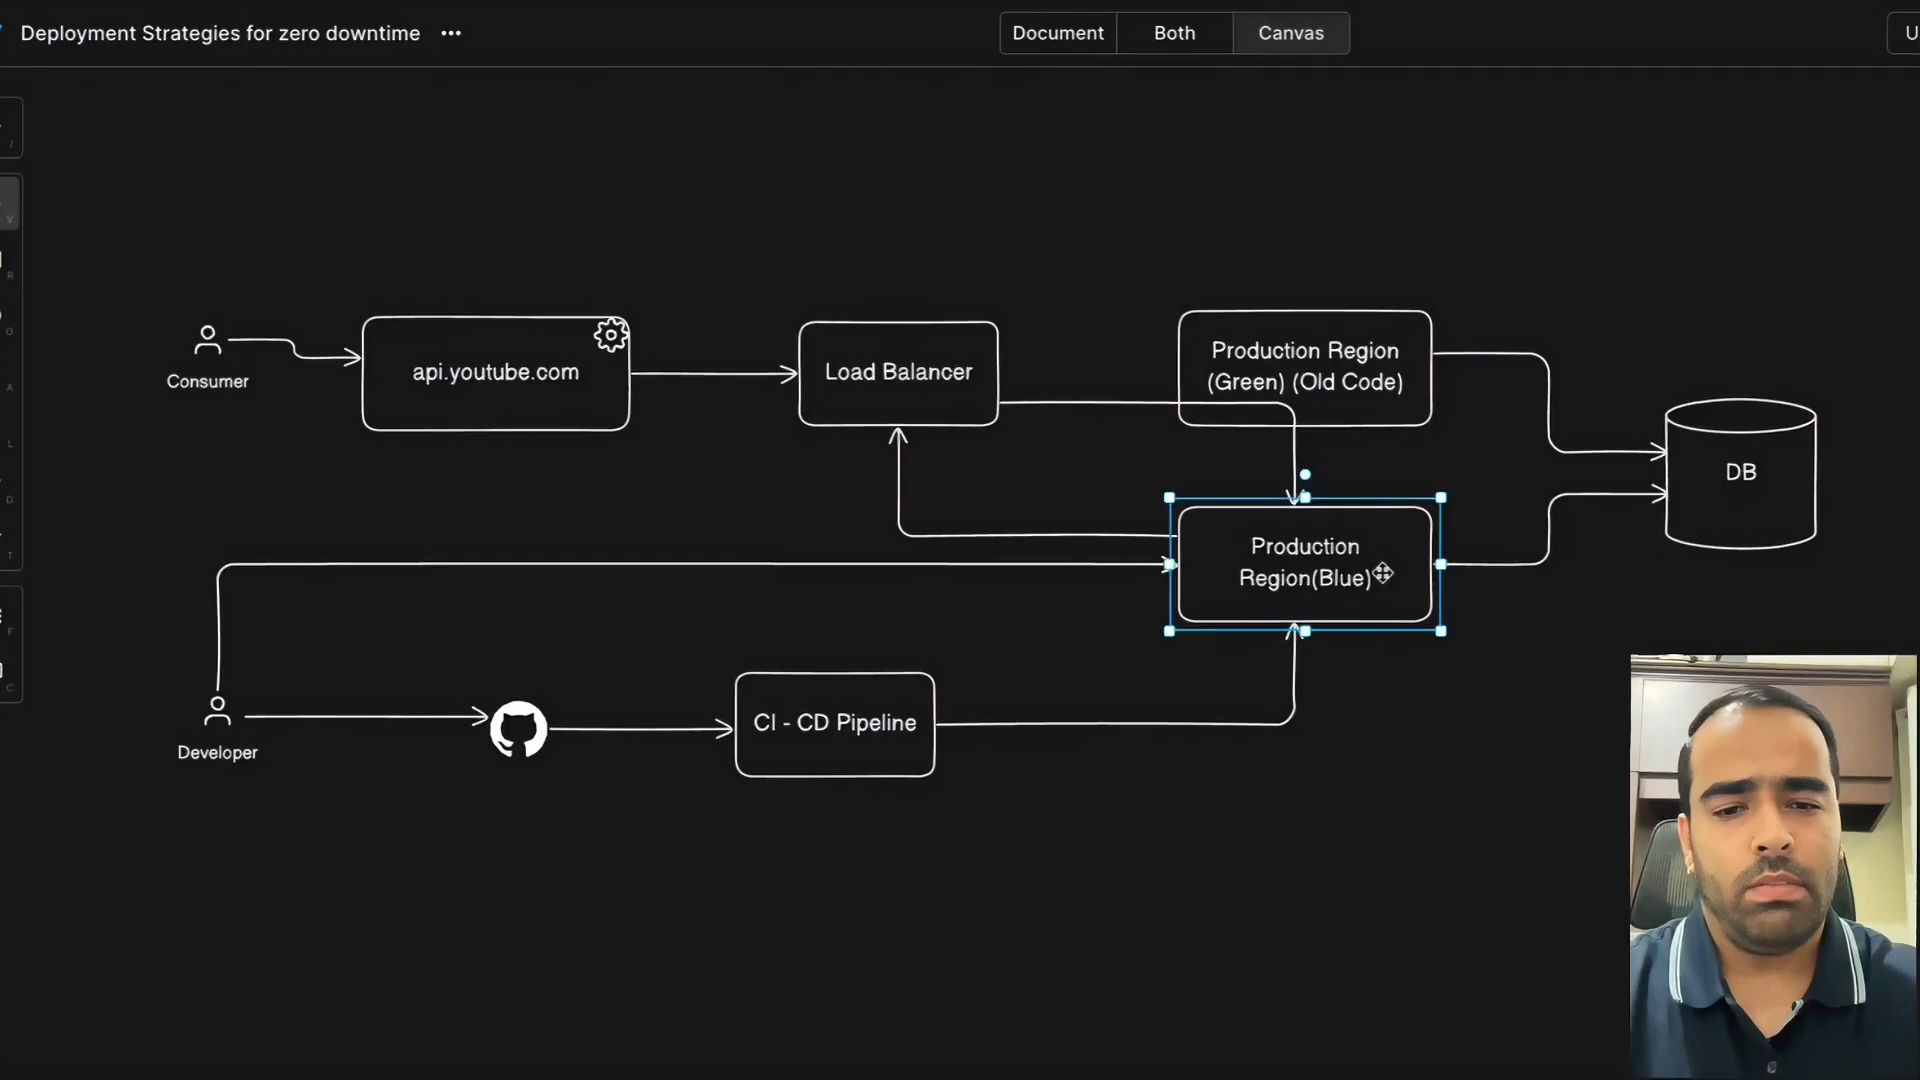 Deployment Strategies for zero downtime
Document
Both
Canvas
U
/
V
R
O
A
L
D
T
F
C
Consumer
api.youtube.com
Load Balancer
Production Region
(Green) (Old Code)
DB
Production
Region(Blue)
Developer
CI - CD Pipeline